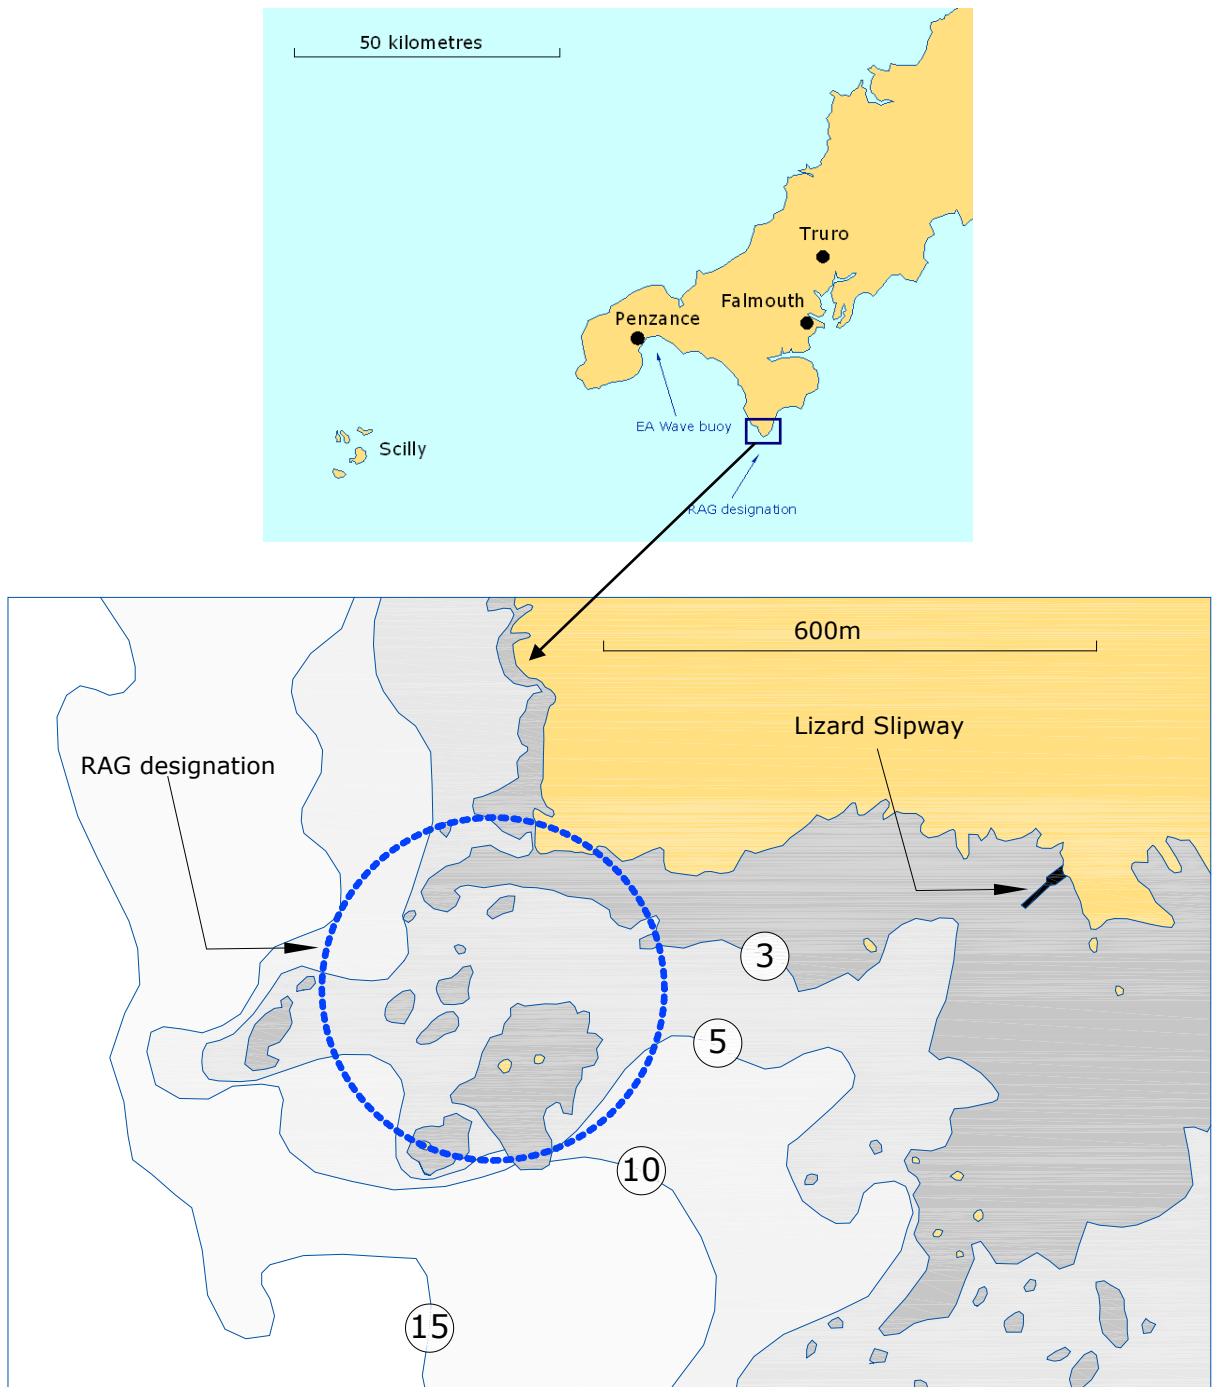 50 kilometres
Truro
Falmouth
Penzance
EA Wave buoy
Scilly
RAG designation
600m
Lizard Slipway
RAG designation
3
5
10
15